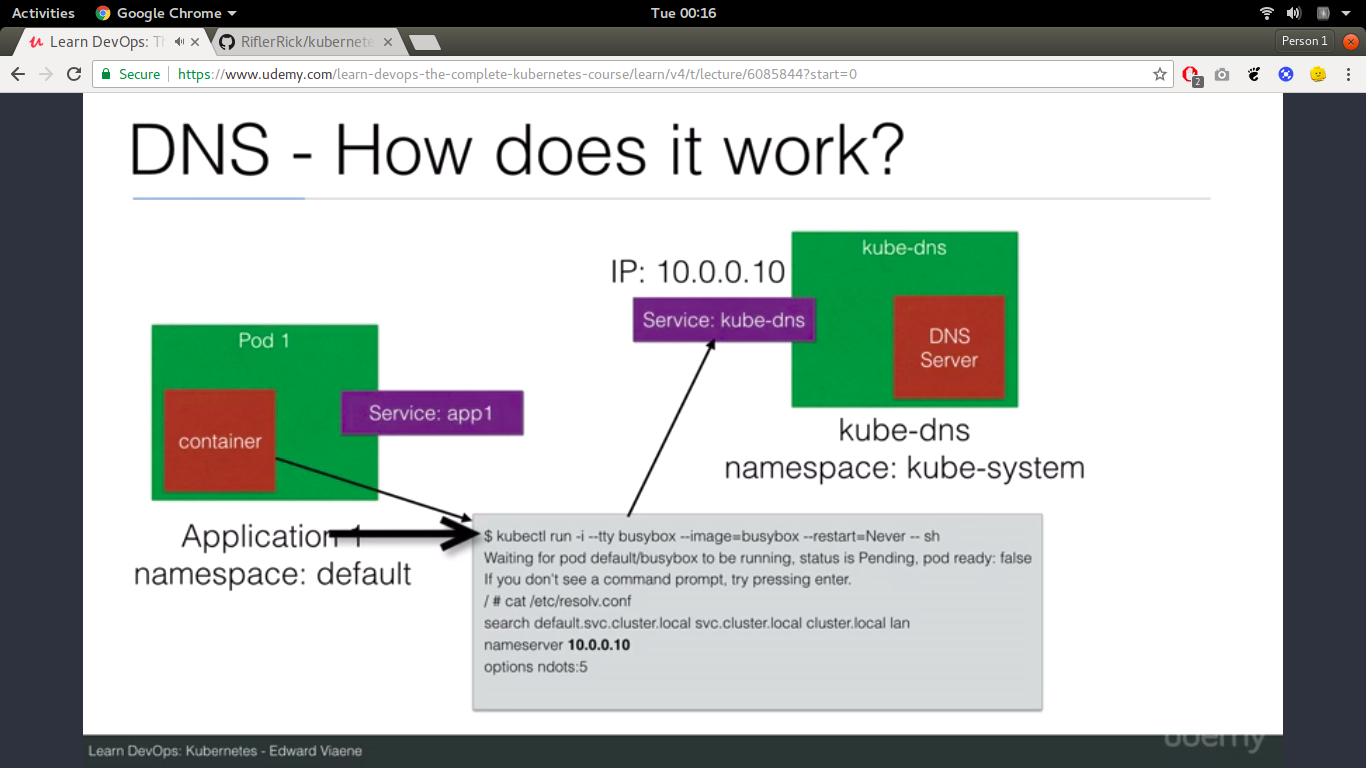 Activities Google Chrome Tue 00:16
Learn DevOps: Th RiflerRick/kubernete Person 1
Secure https://www.udemy.com/learn-devops-the-complete-kubernetes-course/learn/v4/t/lecture/6085844?start=0 2
DNS - How does it work?
kube-dns
IP: 10.0.0.10
Service: kube-dns
DNS
Server
Pod 1
Service: app1
container
kube-dns
namespace: kube-system
Application 1
namespace: default
$ kubectl run -i --tty busybox --image=busybox --restart=Never -- sh
Waiting for pod default/busybox to be running, status is Pending, pod ready: false
If you don't see a command prompt, try pressing enter.
/ # cat /etc/resolv.conf
search default.svc.cluster.local svc.cluster.local cluster.local lan
nameserver 10.0.0.10
options ndots:5
Learn DevOps: Kubernetes - Edward Viaene
udemy